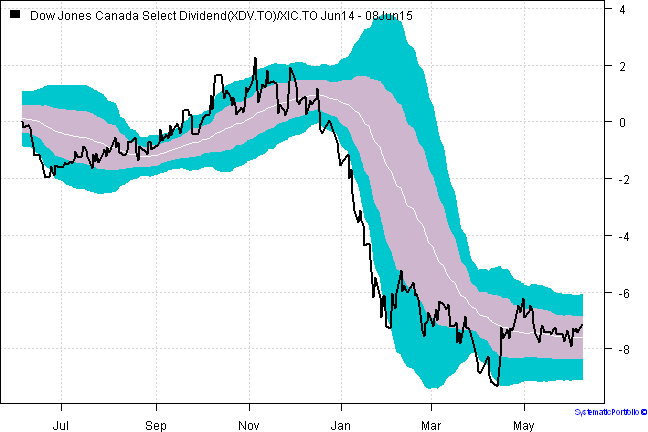 Dow Jones Canada Select Dividend(XDV.TO)/XIC.TO Jun14 - 08Jun15
4
2
0
-2
-4
-6
-8
Jul Sep Nov Jan Mar May
SystematicPortfolio ©